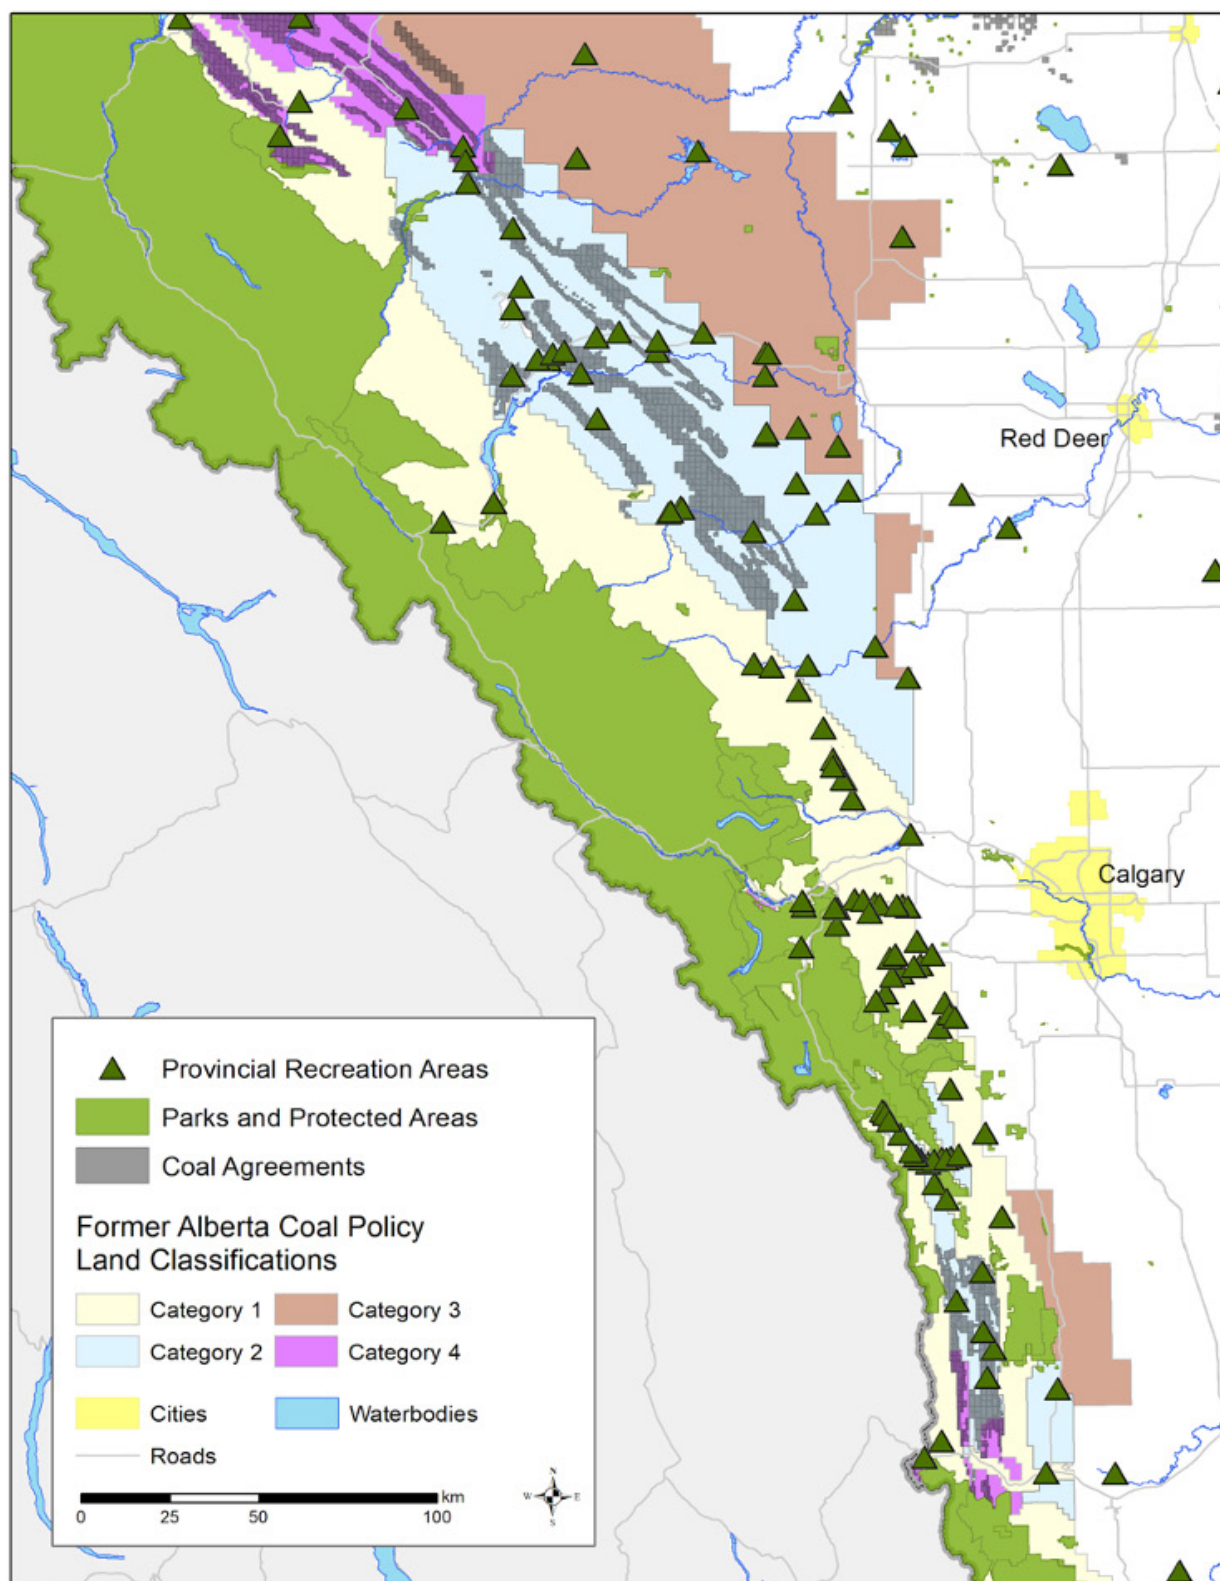 Red Deer
Calgary
Provincial Recreation Areas
Parks and Protected Areas
Coal Agreements
Former Alberta Coal Policy
Land Classifications
Category 1
Category 3
Category 2
Category 4
Cities
Waterbodies
Roads
km
0 25 50 100
N
W E
S